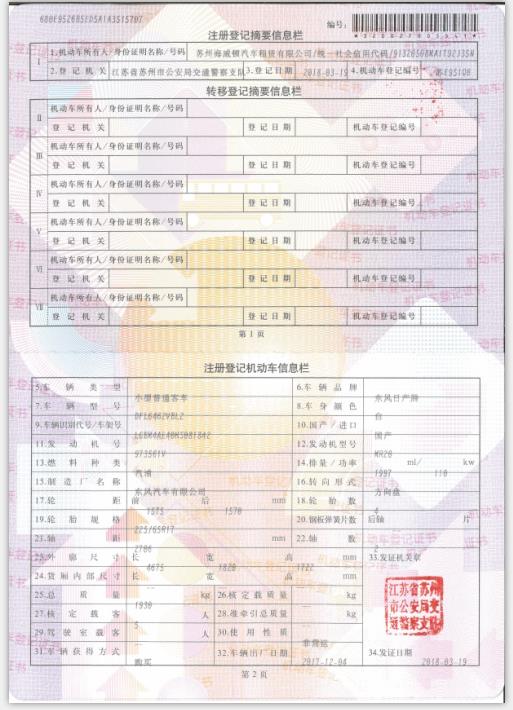 6B0E9526B5ED5A1A35157DT
编号:
注册登记摘要信息栏
I
1.机动车所有人/身份证明名称/号码 苏州海威顿汽车租赁有限公司/统一社会信用代码/
2.登记机关 江苏省苏州市公安局交通警察支队 3.登记日期 2018-03-19 4.机动车登记编号
转移登记摘要信息栏
II
机动车所有人/身份证明名称/号码
登记机关 登记日期 机动车登记编号
III
机动车所有人/身份证明名称/号码
登记机关 登记日期 机动车登记编号
IV
机动车所有人/身份证明名称/号码
登记机关 登记日期 机动车登记编号
V
机动车所有人/身份证明名称/号码
登记机关 登记日期 机动车登记编号
VI
机动车所有人/身份证明名称/号码
登记机关 登记日期 机动车登记编号
VII
机动车所有人/身份证明名称/号码
登记机关 登记日期 机动车登记编号
第1页
注册登记机动车信息栏
5.车辆类型 小型普通客车 6.车辆品牌 东风日产牌
7.车辆型号 DFL6462VBL2 8.车身颜色 白
9.车辆识别代号/车架号 10.国产/进口 国产
11.发动机号 973561V 12.发动机型号 MR20
13.燃料种类 汽油 14.排量/功率 1997 ml/ 110 kw
15.制造厂名称 东风汽车有限公司 16.转向形式 方向盘
17.轮距 前 1575 后 1570 mm 18.轮胎数 4
19.轮胎规格 225/65R17 20.钢板弹簧片数 后轴 片
21.轴距 2706 mm 22.轴数 2
23.外廓尺寸 长 4675 宽 1820 高 1722 mm 33.发证机关章
24.货厢内部尺寸 长 宽 高 mm
25.总质量 1930 kg 26.核定载质量 kg
27.核定载客 5 人 28.准牵引总质量 kg
29.驾驶室载客 人 30.使用性质 非营运
31.车辆获得方式 购买 32.车辆出厂日期 2017-12-04 34.发证日期 2018-03-19
江苏省苏州
市公安局交
通警察支队
第2页